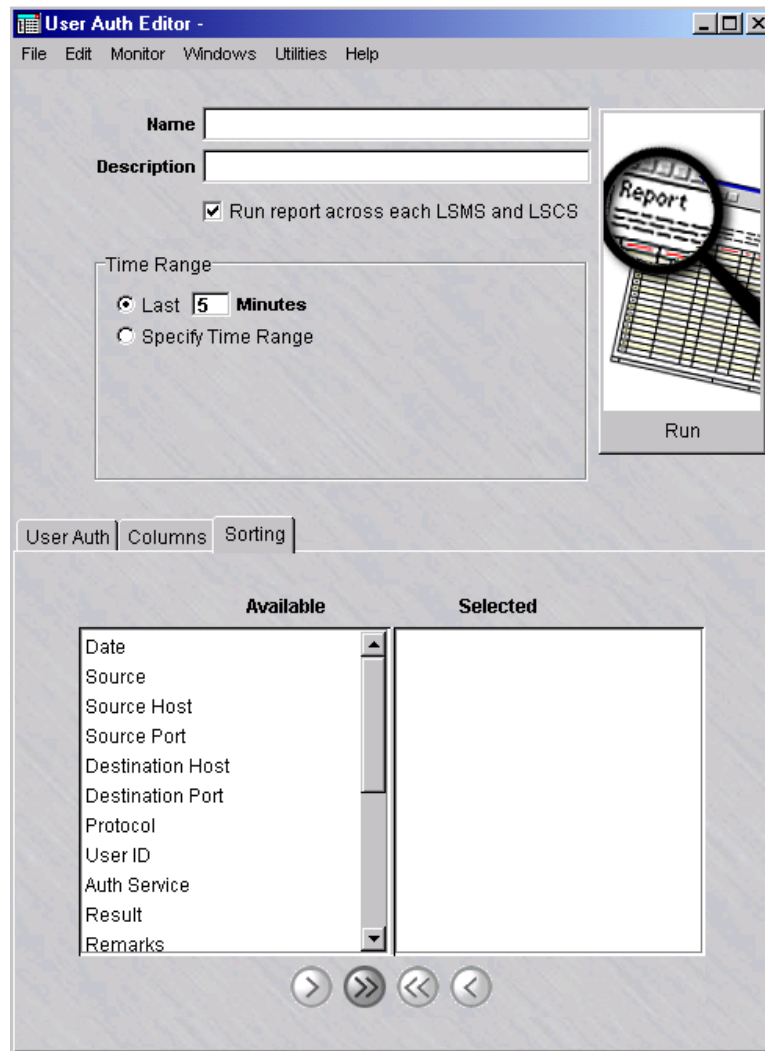 User Auth Editor -
File Edit Monitor Windows Utilities Help
Name
Description
Run report across each LSMS and LSCS
Time Range
Last 5 Minutes
Specify Time Range
Report
Run
User Auth Columns Sorting
Available Selected
Date
Source
Source Host
Source Port
Destination Host
Destination Port
Protocol
User ID
Auth Service
Result
Remarks